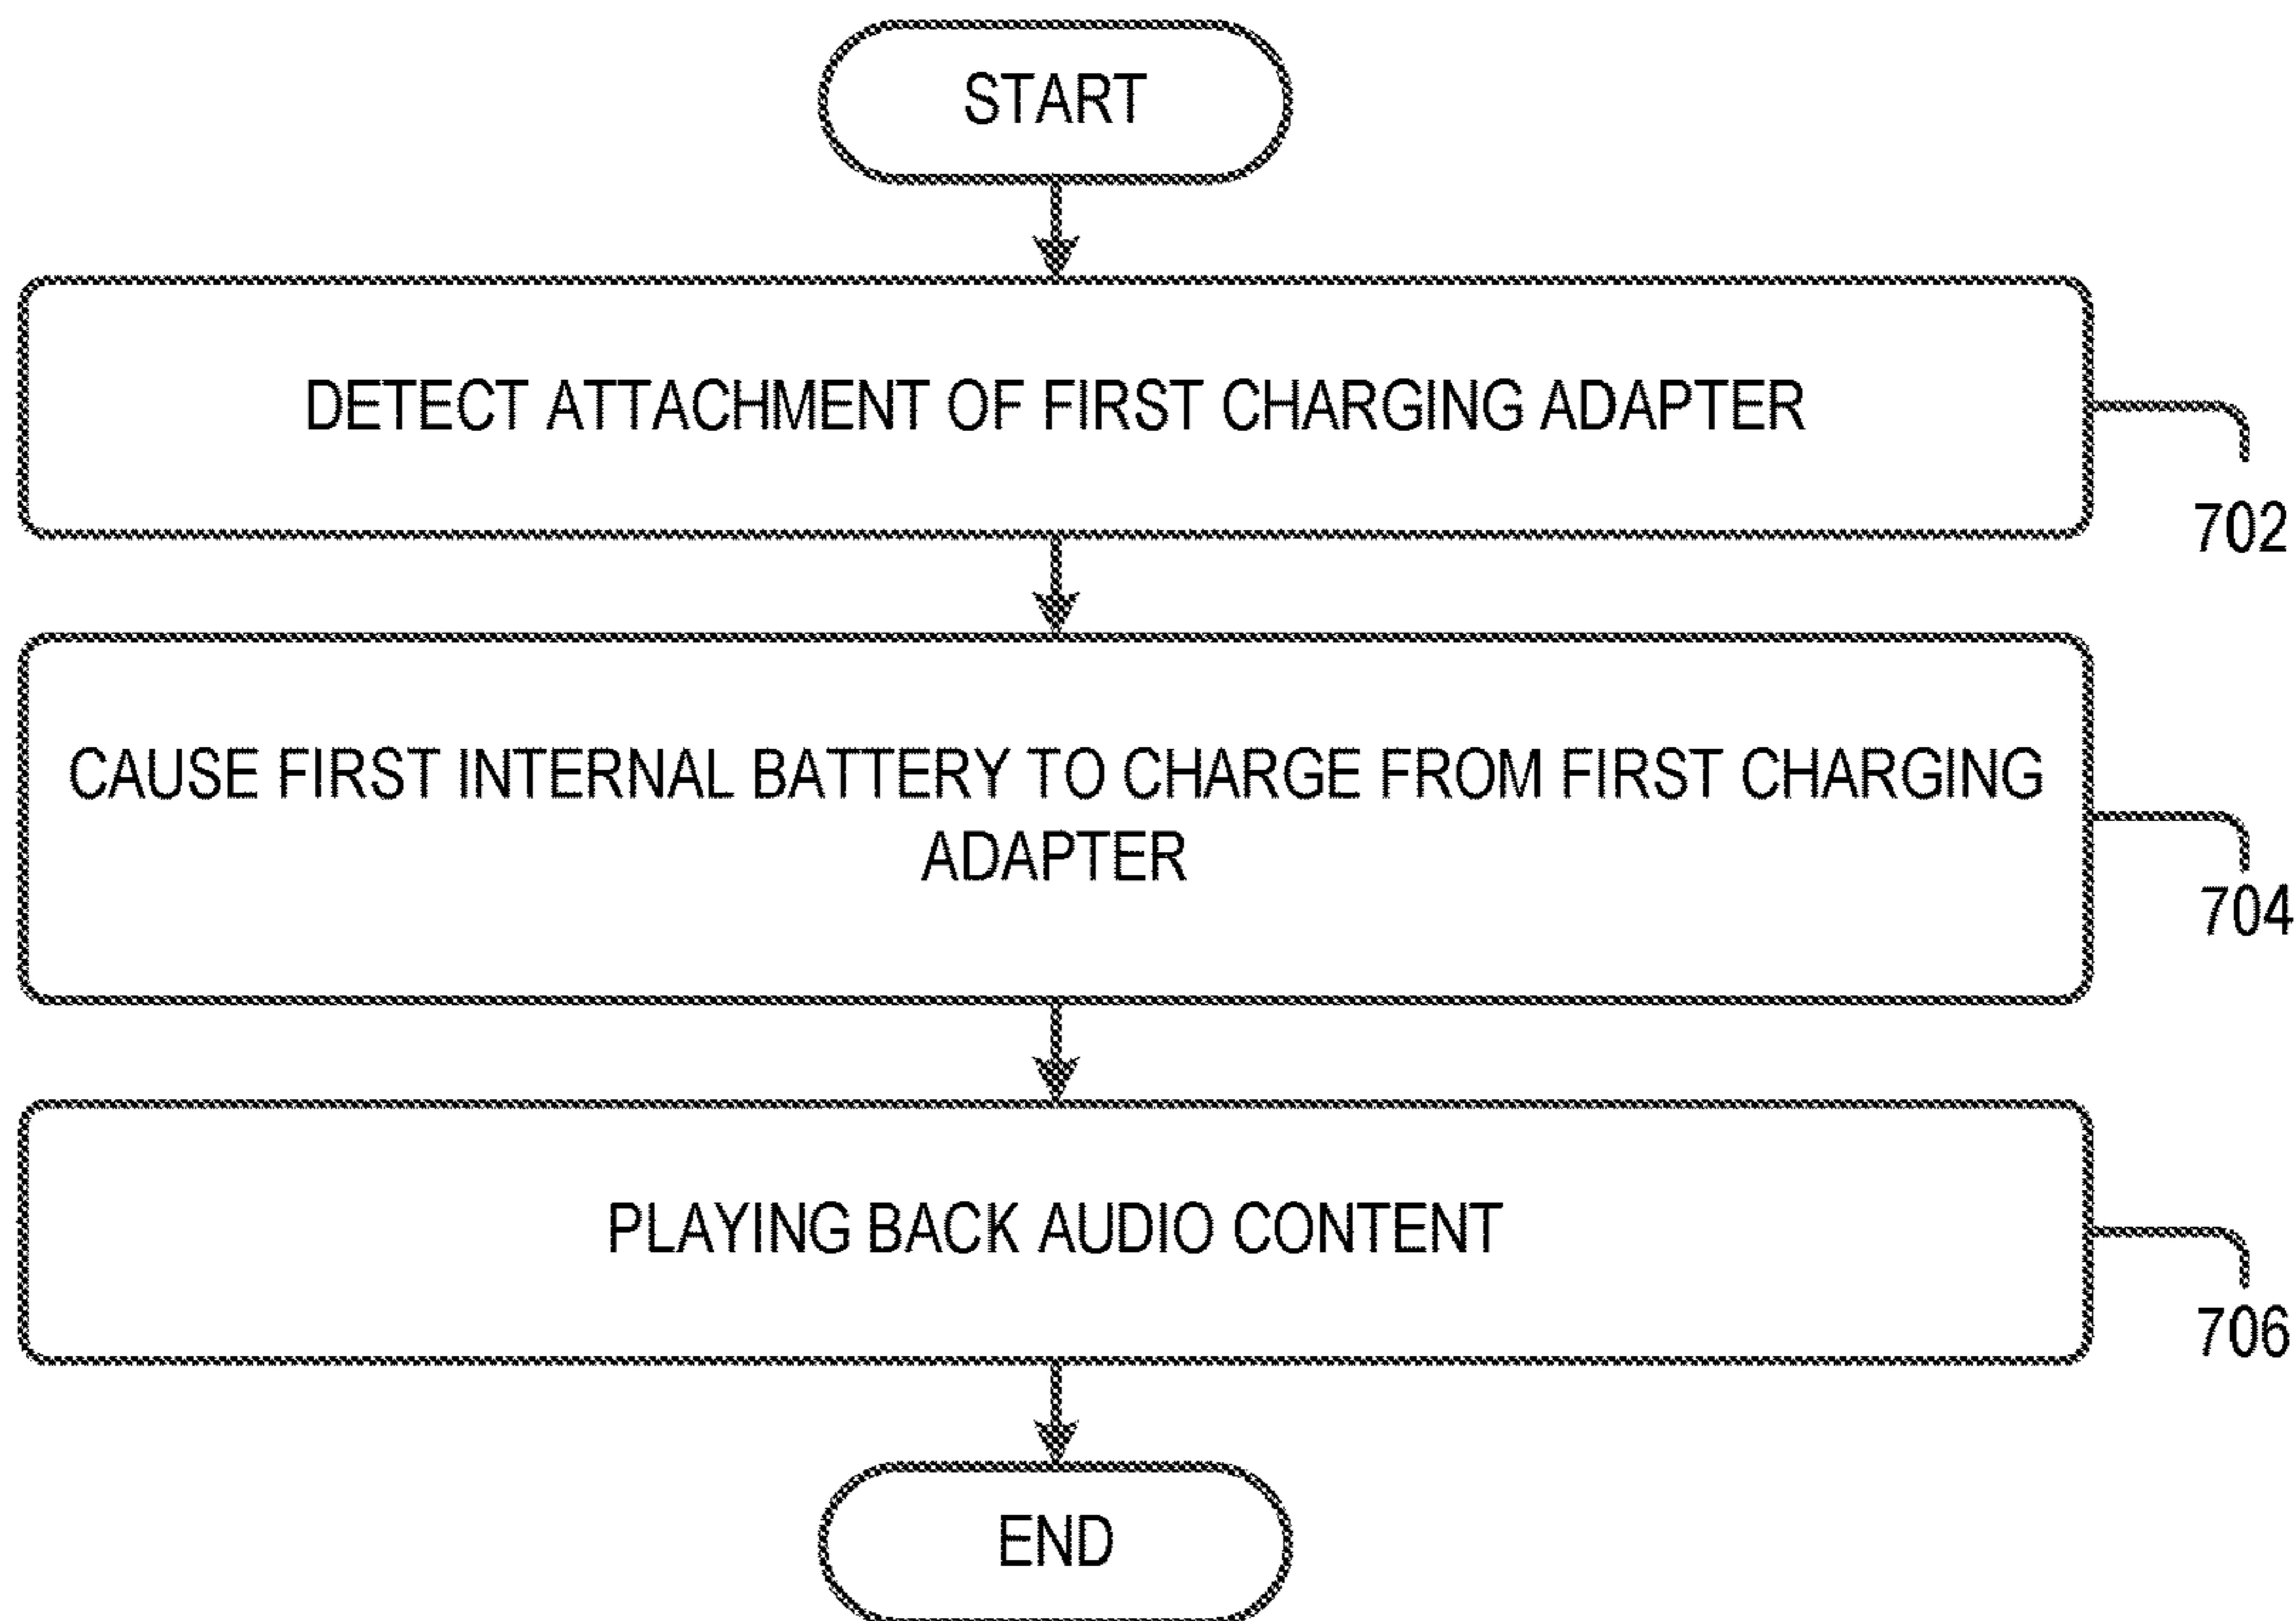 START
DETECT ATTACHMENT OF FIRST CHARGING ADAPTER
702
CAUSE FIRST INTERNAL BATTERY TO CHARGE FROM FIRST CHARGING
ADAPTER
704
PLAYING BACK AUDIO CONTENT
706
END